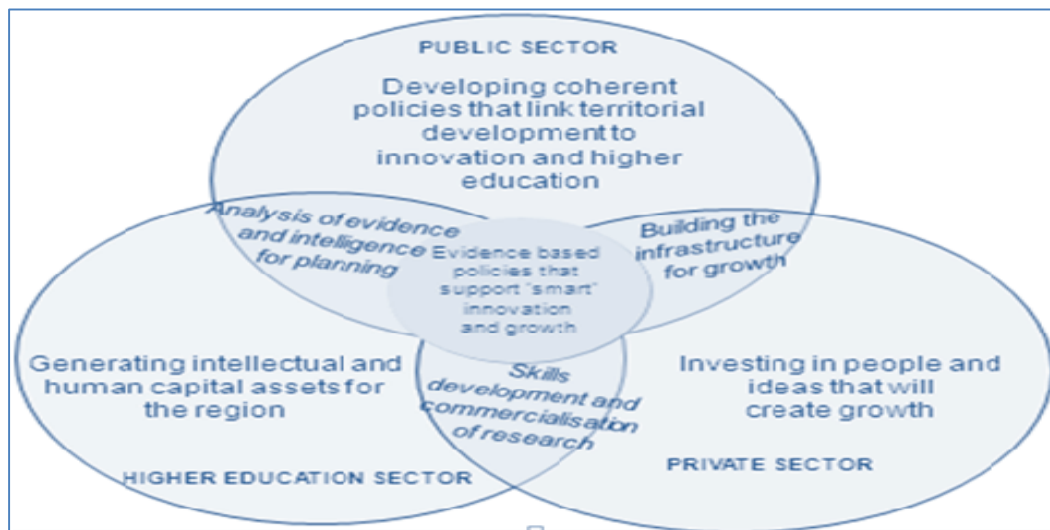 PUBLIC SECTOR
Developing coherent
policies that link territorial
development to
innovation and higher
education
Analysis of evidence
and intelligence
for planning
Evidence based
policies that
support "smart"
innovation
and growth
Building the
infrastructure
for growth
Generating intellectual and
human capital assets for
the region
Skills
development and
commercialisation
of research
Investing in people and
ideas that will
create growth
HIGHER EDUCATION SECTOR
PRIVATE SECTOR